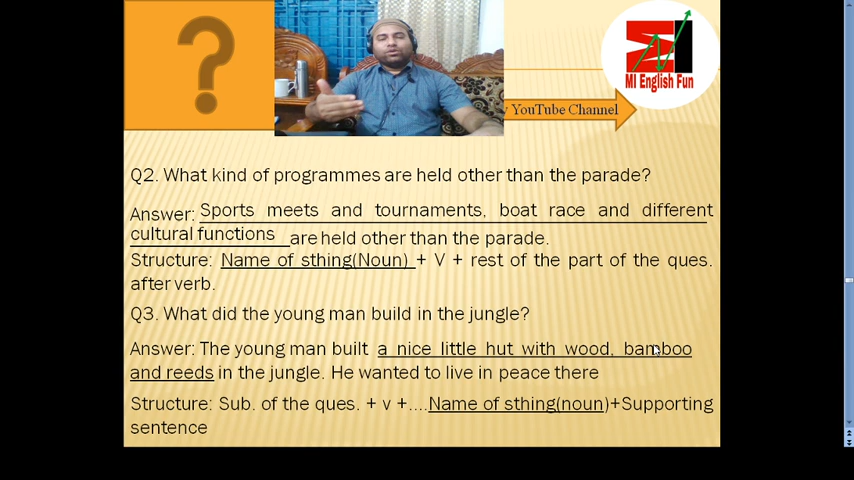 ?
MI English Fun
YouTube Channel
Q2. What kind of programmes are held other than the parade?
Answer: Sports meets and tournaments, boat race and different
cultural functions are held other than the parade.
Structure: Name of sthing(Noun) + V + rest of the part of the ques.
after verb.
Q3. What did the young man build in the jungle?
Answer: The young man built a nice little hut with wood, bamboo
and reeds in the jungle. He wanted to live in peace there
Structure: Sub. of the ques. + v +....Name of sthing(noun)+Supporting
sentence